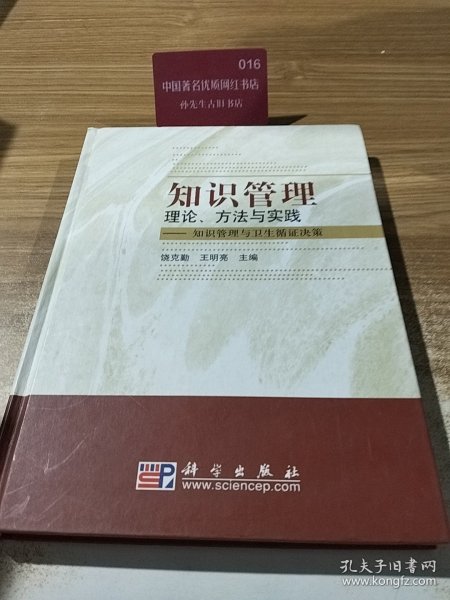 016
中国著名优质网红书店
孙先生古旧书店
知识管理
理论、方法与实践
——知识管理与卫生循证决策
饶克勤 王明亮 主编
SP
科学出版社
www.sciencep.com
孔夫子旧书网
www.kongfz.com